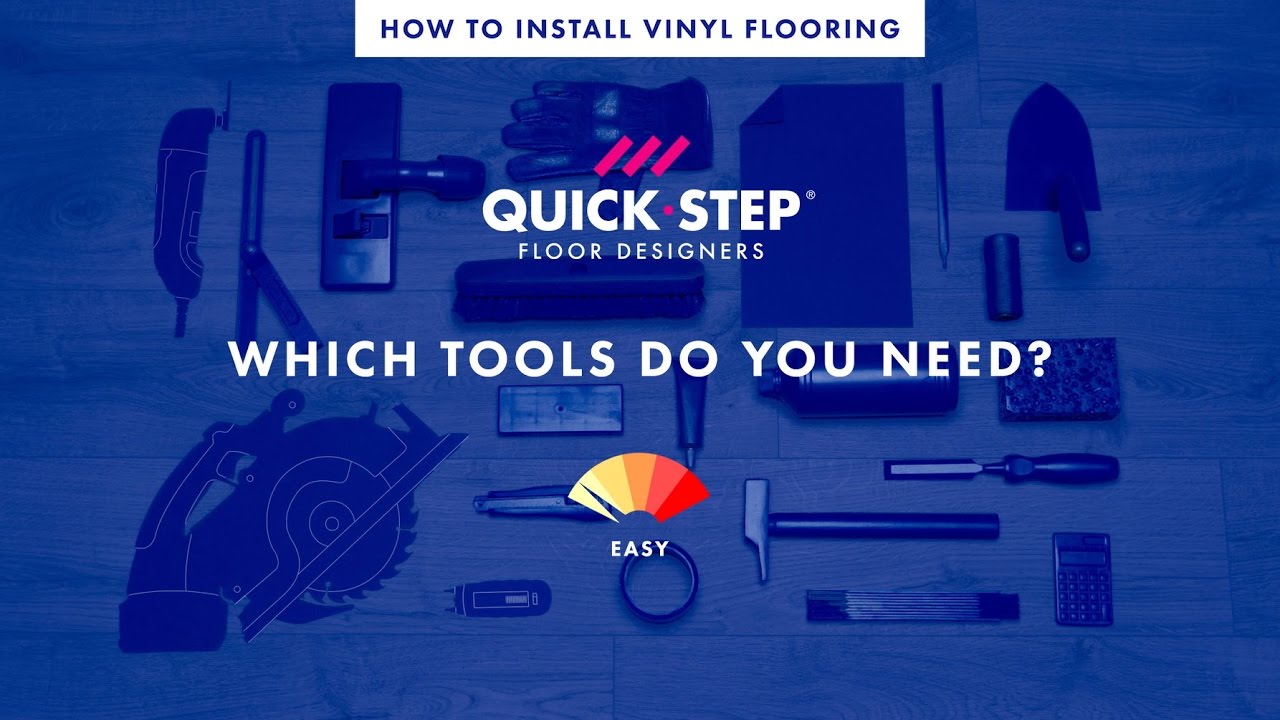 HOW TO INSTALL VINYL FLOORING
QUICK•STEP®
FLOOR DESIGNERS
WHICH TOOLS DO YOU NEED?
EASY